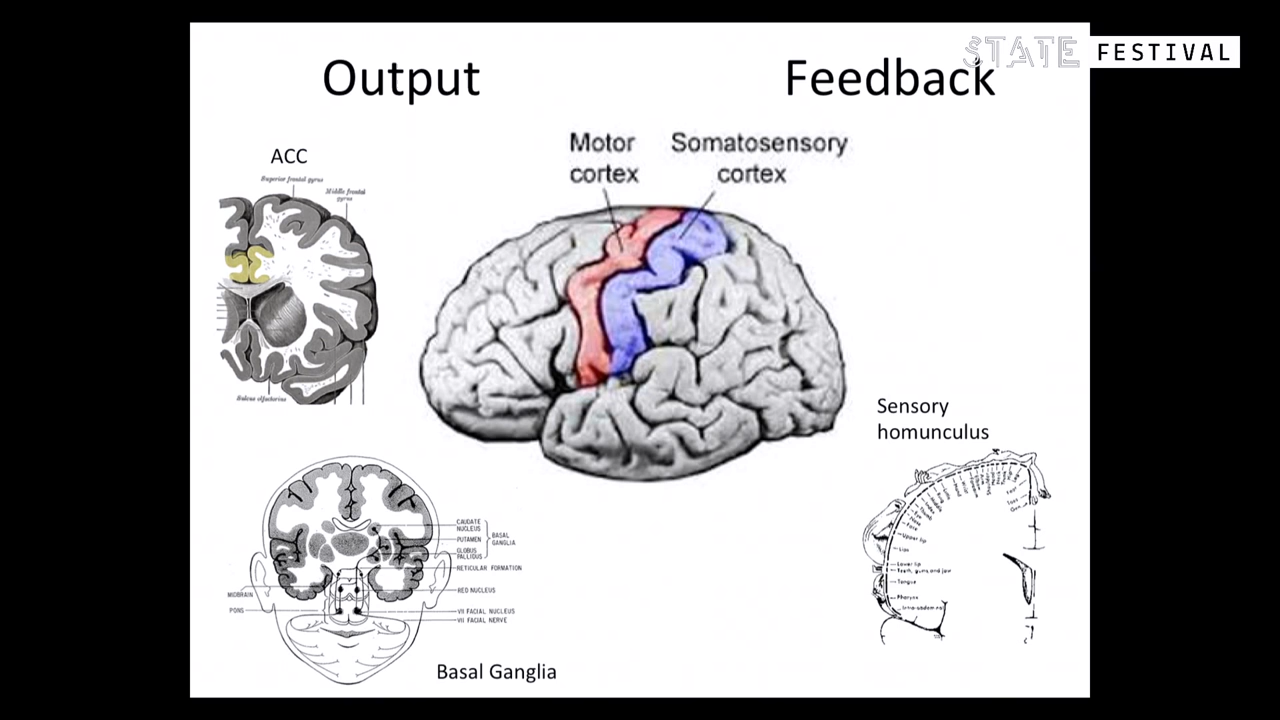 STATE FESTIVAL
Output
Feedback
ACC
Superior frontal gyrus
Middle frontal
gyrus
Sulcus olfactorius
Motor
cortex
Somatosensory
cortex
Sensory
homunculus
Upper lip
Lips
Lower lip
Teeth, gums and jaw
Tongue
Pharynx
Intra-abdominal
CAUDATE
NUCLEUS
PUTAMEN
GLOBUS
PALLIDUS
BASAL
GANGLIA
RETICULAR FORMATION
RED NUCLEUS
VII FACIAL NUCLEUS
VII FACIAL NERVE
MIDBRAIN
PONS
Basal Ganglia